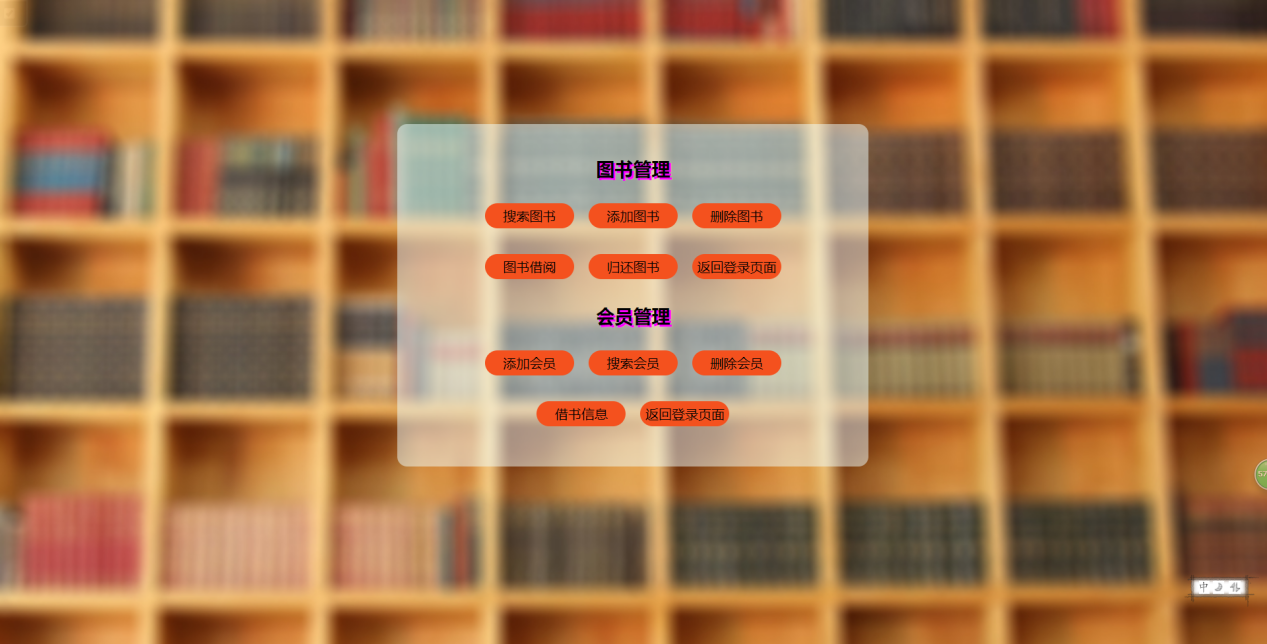 图书管理
搜索图书 添加图书 删除图书
图书借阅 归还图书 返回登录页面
会员管理
添加会员 搜索会员 删除会员
借书信息 返回登录页面
中